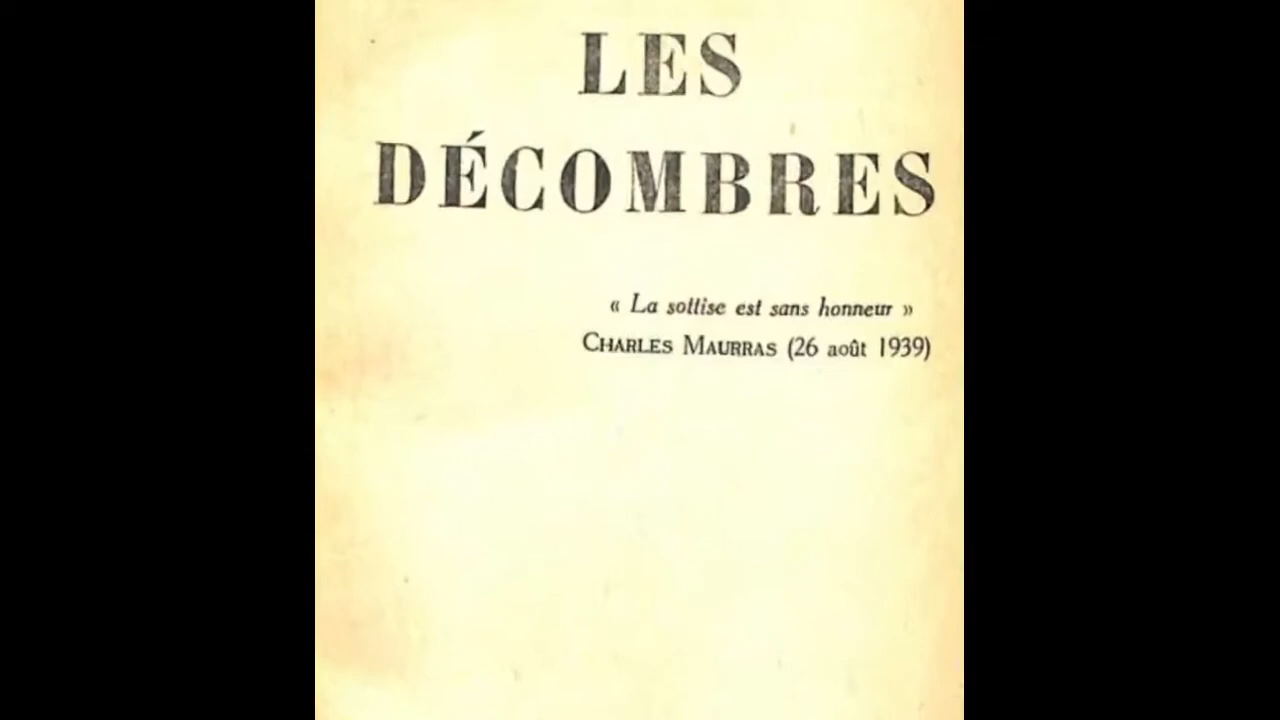 LES
DÉCOMBRES
« La sottise est sans honneur »
CHARLES MAURRAS (26 août 1939)